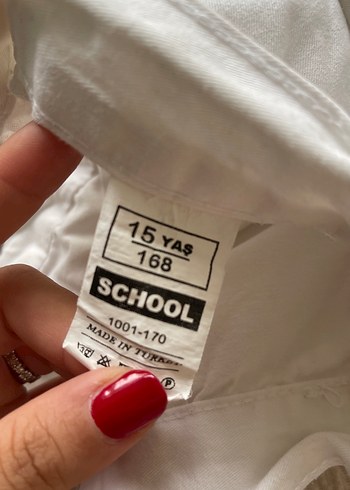 15 YAŞ
168
SCHOOL
1001-170
MADE IN TURKEY